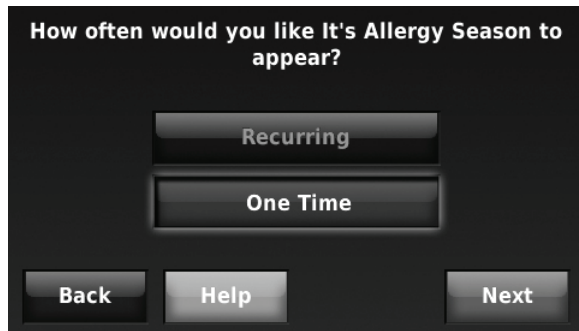 How often would you like It's Allergy Season to
appear?
Recurring
One Time
Back
Help
Next